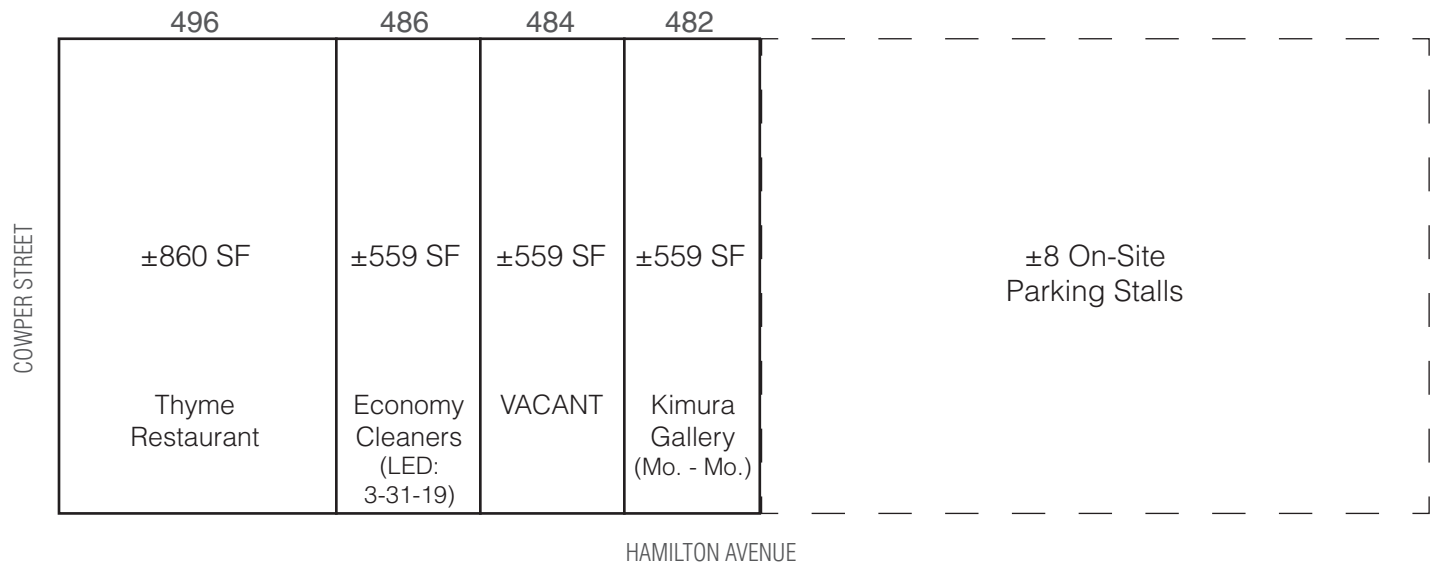 496
486
484
482
COWPER STREET
±860 SF
±559 SF
±559 SF
±559 SF
±8 On-Site
Parking Stalls
Thyme
Restaurant
Economy
Cleaners
(LED:
3-31-19)
VACANT
Kimura
Gallery
(Mo. - Mo.)
HAMILTON AVENUE